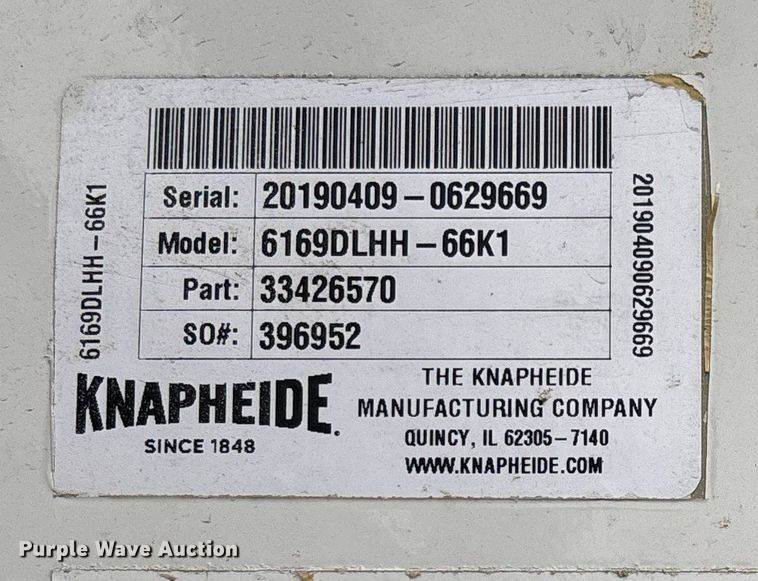 Serial: 20190409-0629669
Model: 6169DLHH-66K1
Part: 33426570
SO#: 396952
6169DLHH-66K1
201904090629669
KNAPHEIDE
SINCE 1848
THE KNAPHEIDE
MANUFACTURING COMPANY
QUINCY, IL 62305-7140
WWW.KNAPHEIDE.COM
Purple Wave Auction